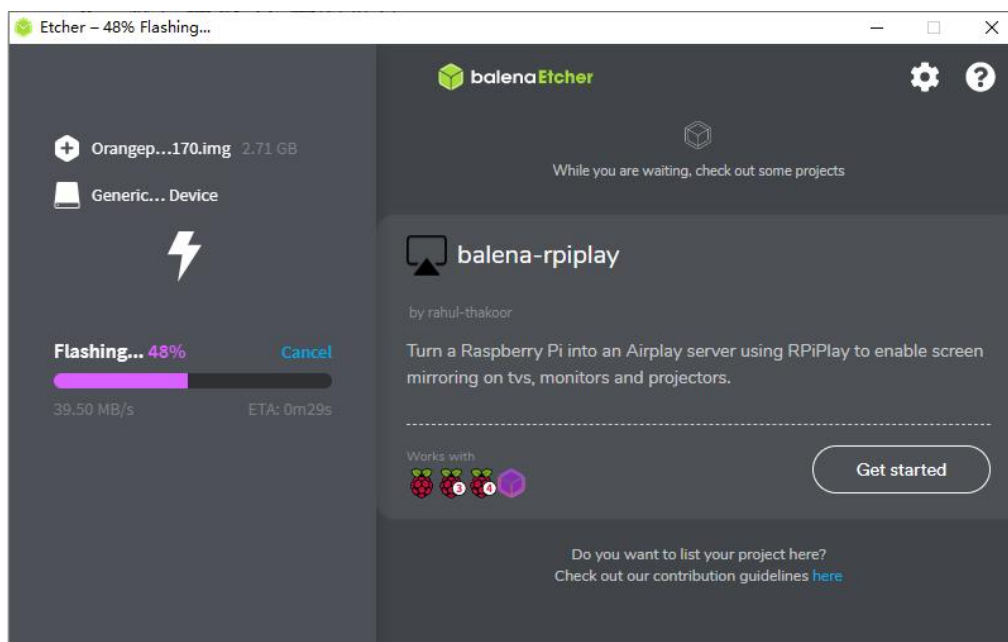 Etcher – 48% Flashing...
balenaEtcher
Orangep...170.img 2.71 GB
Generic... Device
Flashing... 48% Cancel
39.50 MB/s ETA: 0m29s
While you are waiting, check out some projects
balena-rpiplay
by rahul-thakoor
Turn a Raspberry Pi into an Airplay server using RPiPlay to enable screen
mirroring on tvs, monitors and projectors.
Works with
3 4
Get started
Do you want to list your project here?
Check out our contribution guidelines here